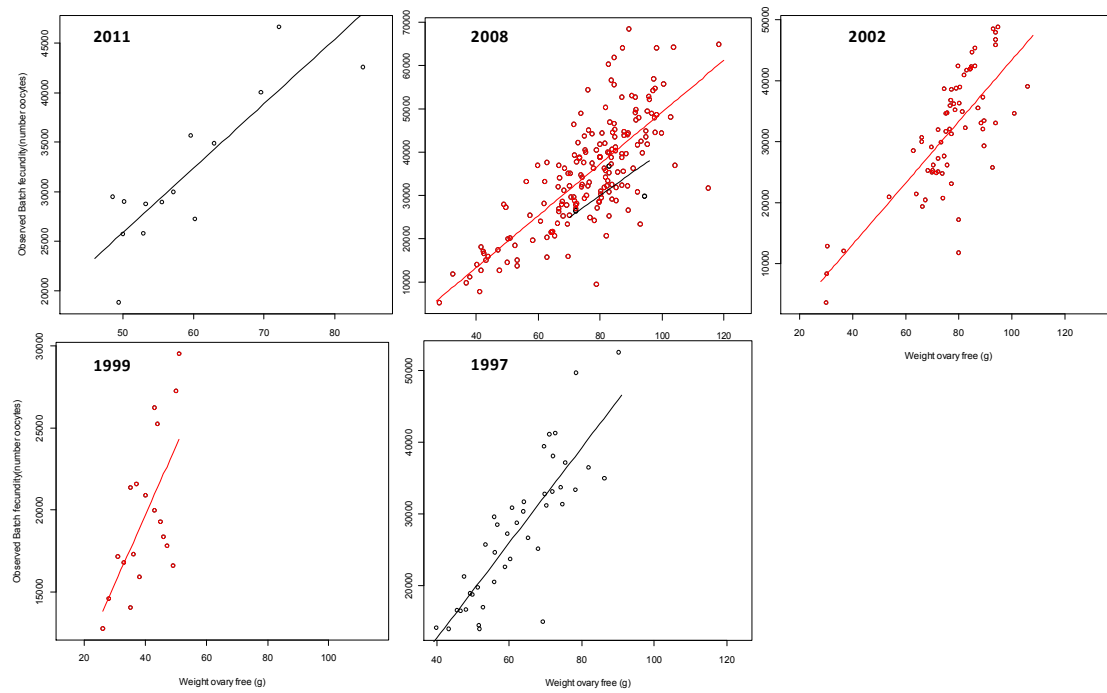 2011
2008
2002
Observed Batch fecundity(number oocytes)
20000 25000 30000 35000 40000 45000
50 60 70 80
10000 20000 30000 40000 50000 60000 70000
40 60 80 100 120
10000 20000 30000 40000 50000
20 40 60 80 100 120
Weight ovary free (g)
1999
1997
Observed Batch fecundity(number oocytes)
15000 20000 25000 30000
20 40 60 80 100
Weight ovary free (g)
20000 3000 4000 50000
40 60 80 100 120
Weight ovary free (g)